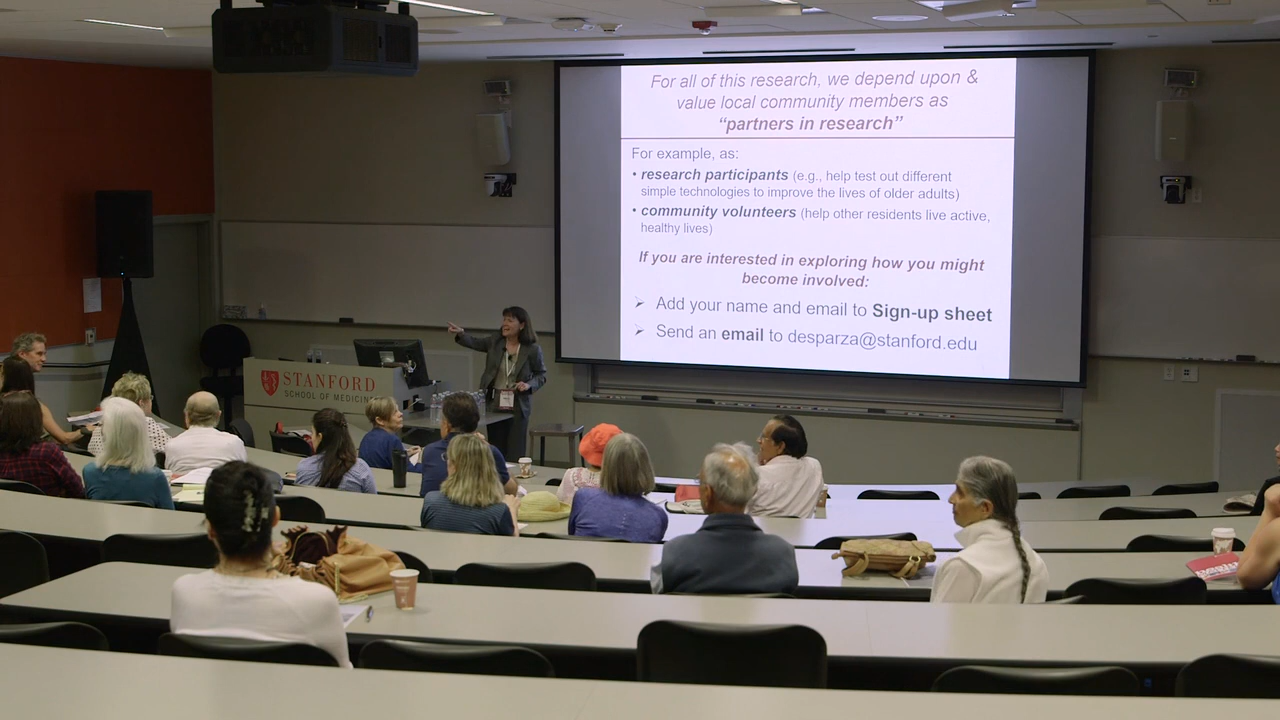 For all of this research, we depend upon &
value local community members as
“partners in research”
For example, as:
• research participants (e.g., help test out different
simple technologies to improve the lives of older adults)
• community volunteers (help other residents live active,
healthy lives)
If you are interested in exploring how you might
become involved:
➢ Add your name and email to Sign-up sheet
➢ Send an email to desparza@stanford.edu
STANFORD
SCHOOL OF MEDICINE